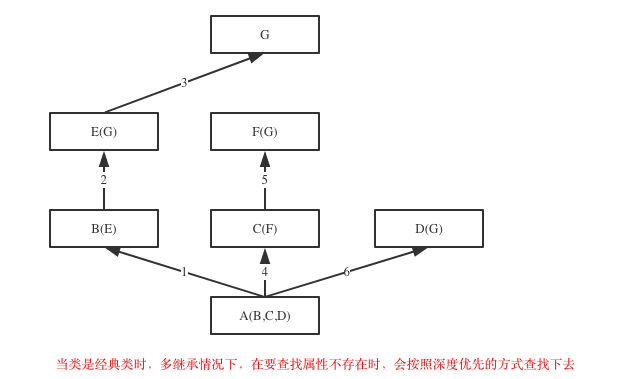 G
3
E(G)
F(G)
2
5
B(E)
C(F)
D(G)
1
4
6
A(B,C,D)
当类是经典类时，多继承情况下，在要查找属性不存在时，会按照深度优先的方式查找下去